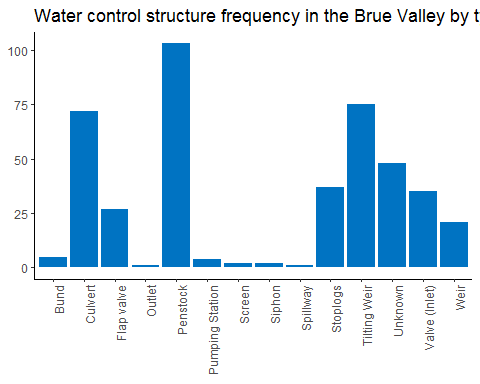 Water control structure frequency in the Brue Valley by t
100
75
50
25
0
Bund
Culvert
Flap valve
Outlet
Penstock
Pumping Station
Screen
Siphon
Spillway
Stoplogs
Tilting Weir
Unknown
Valve (Inlet)
Weir